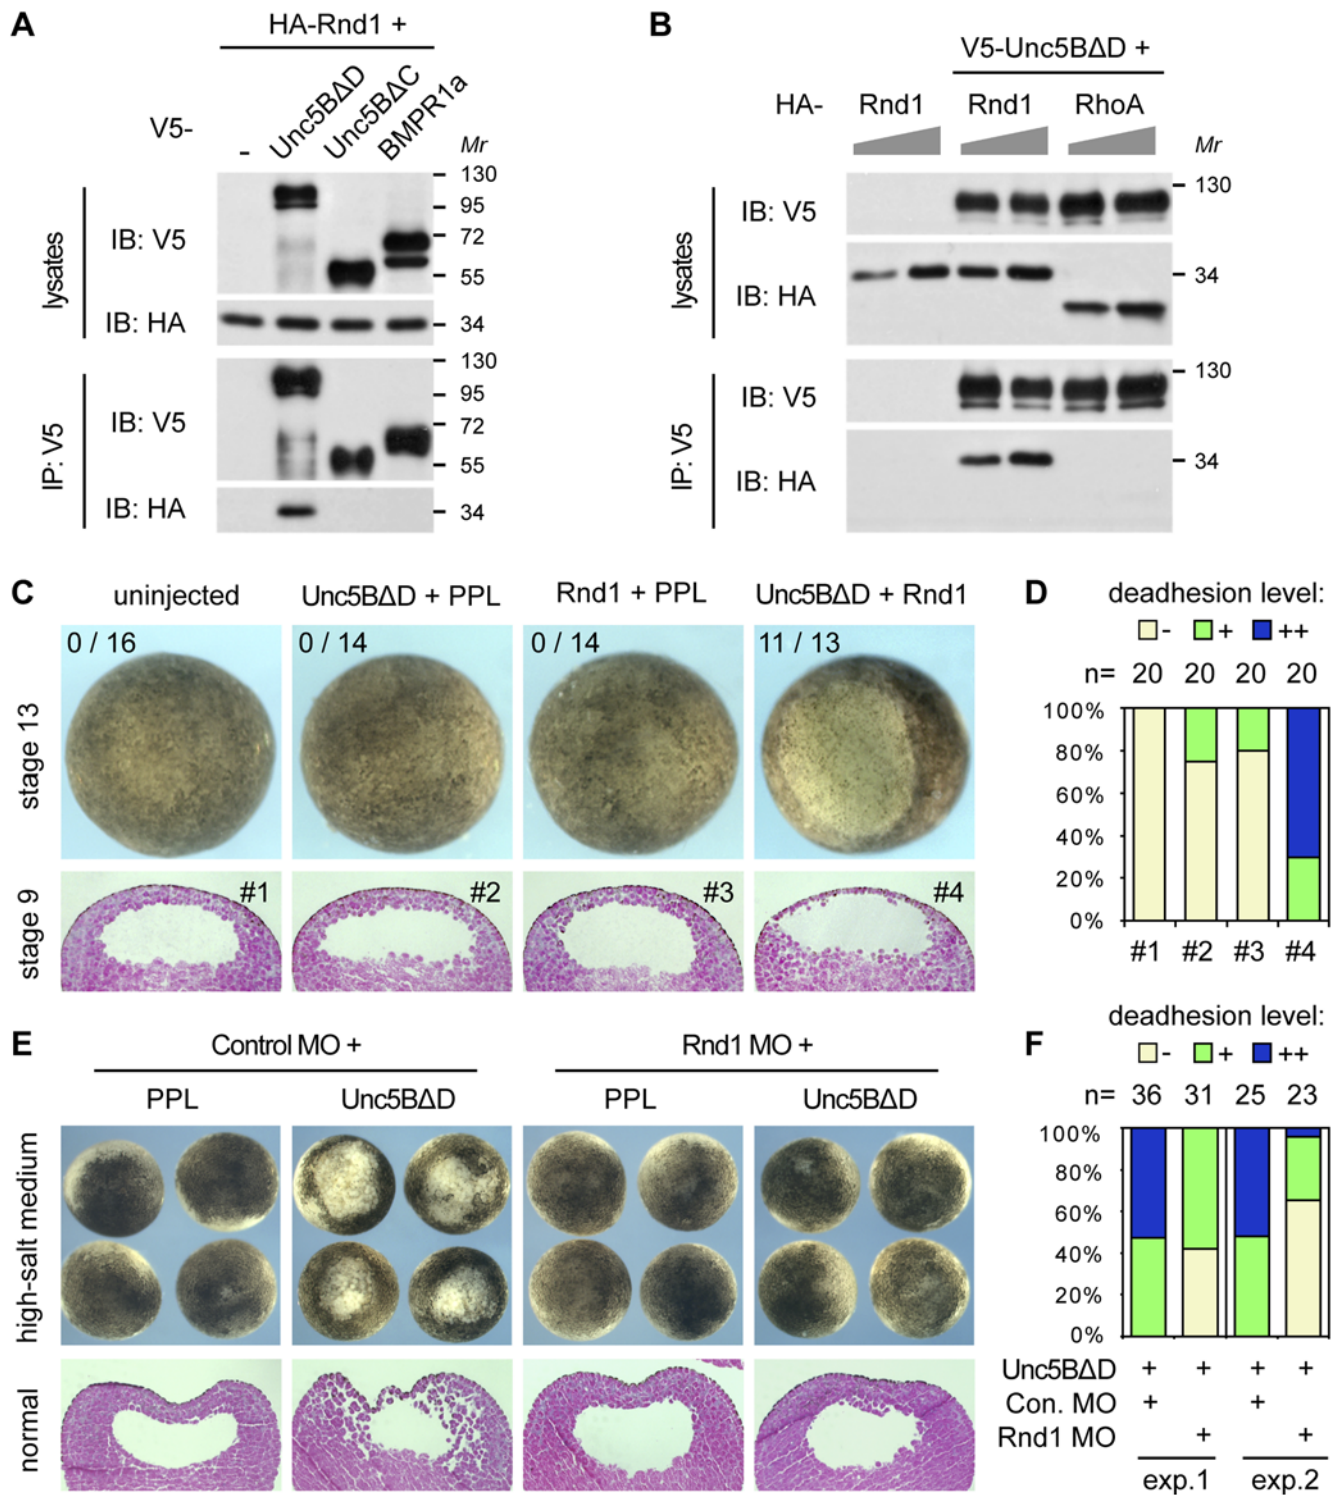 A
HA-Rnd1 +
V5-
-
Unc5BΔD
Unc5BΔC
BMPR1a
Mr
lysates
IB: V5
130
95
72
55
IB: HA
34
IP: V5
IB: V5
130
95
72
55
IB: HA
34
B
V5-Unc5BΔD +
HA-
Rnd1
Rnd1
RhoA
Mr
lysates
IB: V5
130
IB: HA
34
IP: V5
IB: V5
130
IB: HA
34
C
uninjected
Unc5BΔD + PPL
Rnd1 + PPL
Unc5BΔD + Rnd1
stage 13
0 / 16
0 / 14
0 / 14
11 / 13
stage 9
#1
#2
#3
#4
D
deadhesion level:
- + ++
n= 20 20 20 20
100%
80%
60%
40%
20%
0%
#1 #2 #3 #4
E
Control MO +
Rnd1 MO +
PPL
Unc5BΔD
PPL
Unc5BΔD
high-salt medium
normal
F
deadhesion level:
- + ++
n= 36 31 25 23
100%
80%
60%
40%
20%
0%
Unc5BΔD + + + +
Con. MO + +
Rnd1 MO + +
exp.1 exp.2